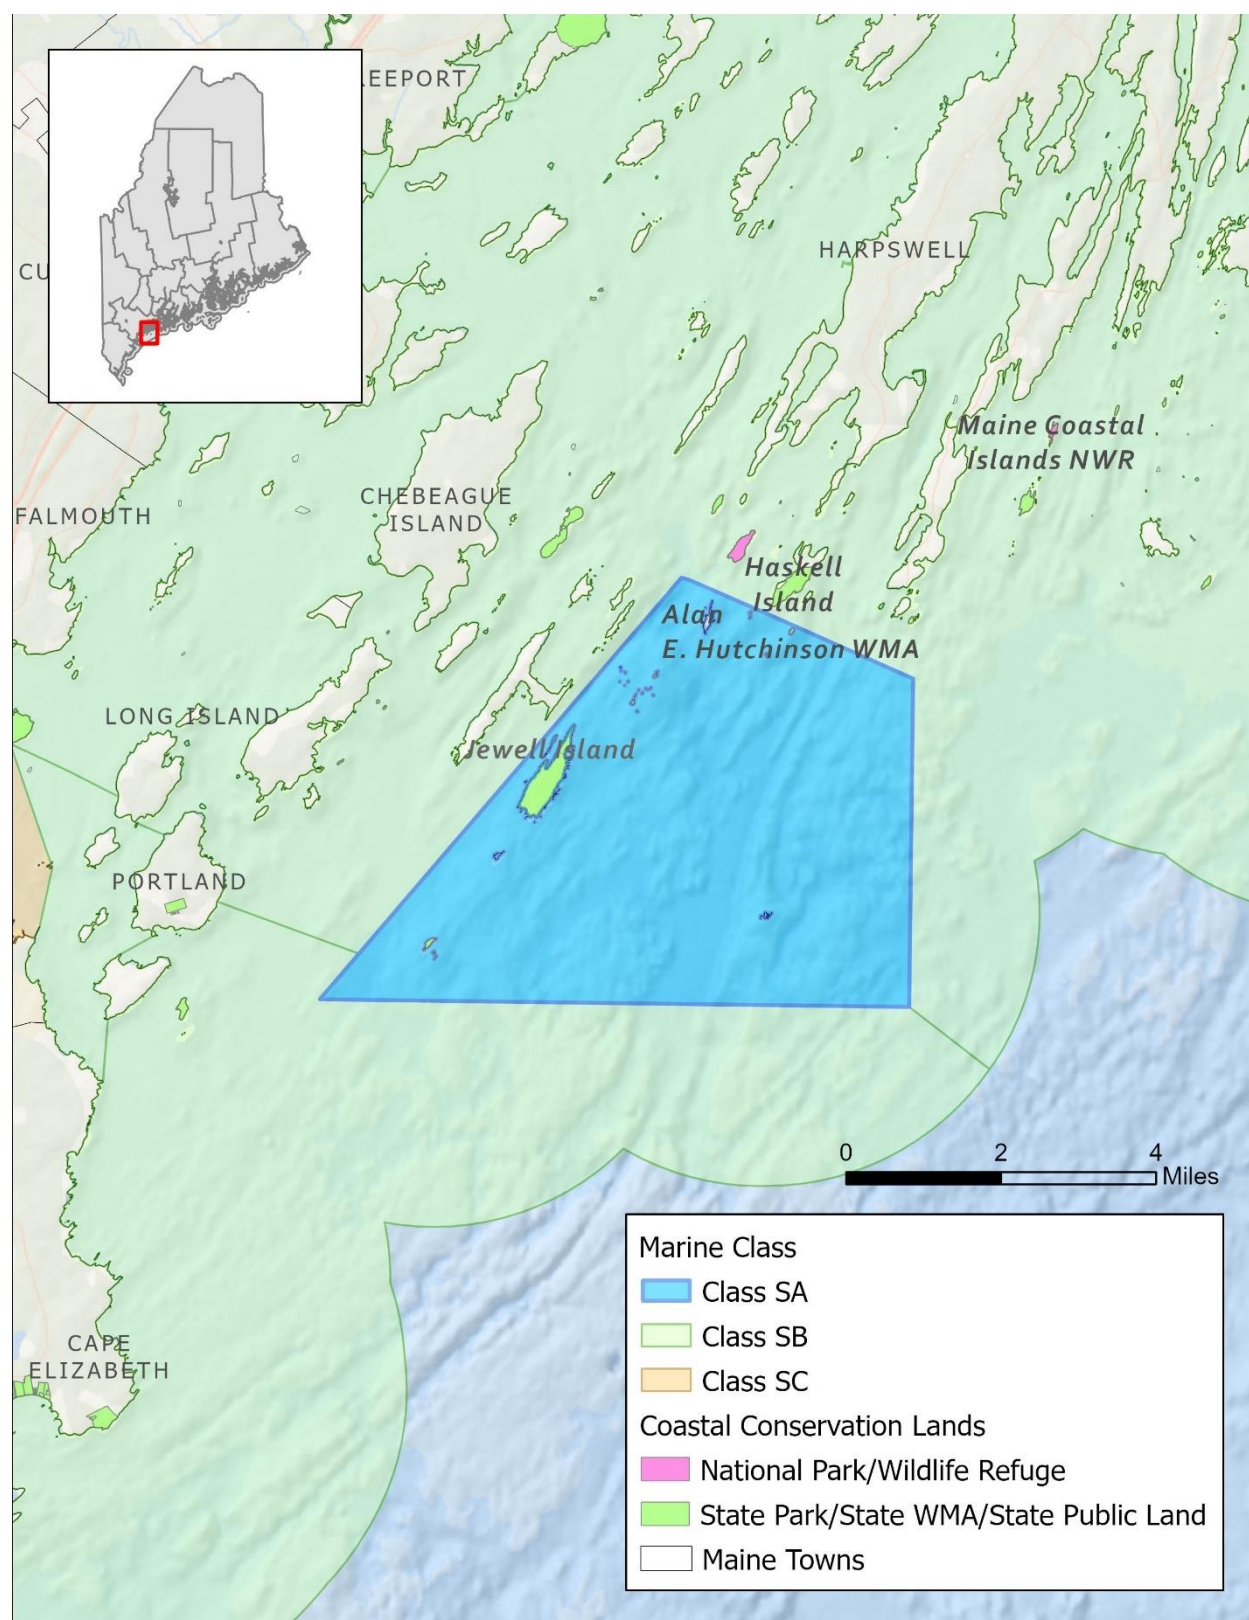 EEPORT
CU
HARPSWELL
Maine Coastal
Islands NWR
CHEBEAGUE
ISLAND
FALMOUTH
Haskell
Island
Alan
E. Hutchinson WMA
LONG ISLAND
Jewell Island
PORTLAND
0 2 4
Miles
CAPE
ELIZABETH
Marine Class
Class SA
Class SB
Class SC
Coastal Conservation Lands
National Park/Wildlife Refuge
State Park/State WMA/State Public Land
Maine Towns